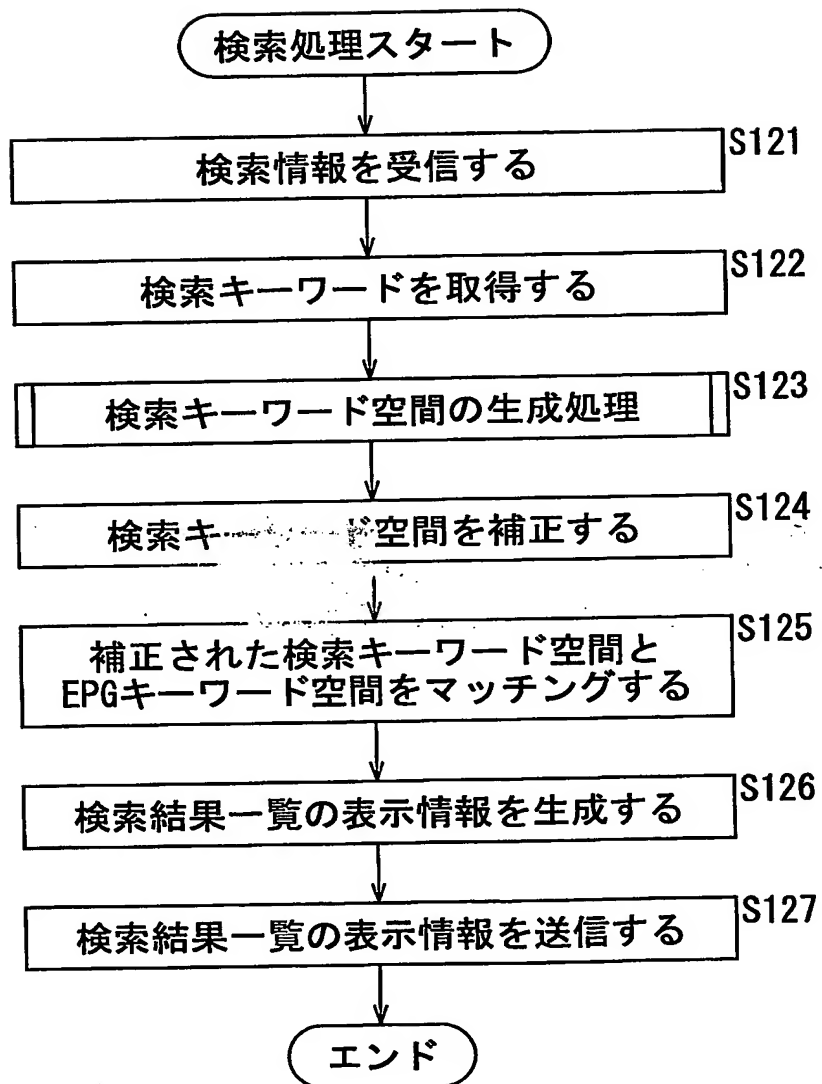 検索処理スタート
S121
検索情報を受信する
S122
検索キーワードを取得する
S123
検索キーワード空間の生成処理
S124
検索キ ド空間を補正する
S125
補正された検索キーワード空間と
EPGキーワード空間をマッチングする
S126
検索結果一覧の表示情報を生成する
S127
検索結果一覧の表示情報を送信する
エンド